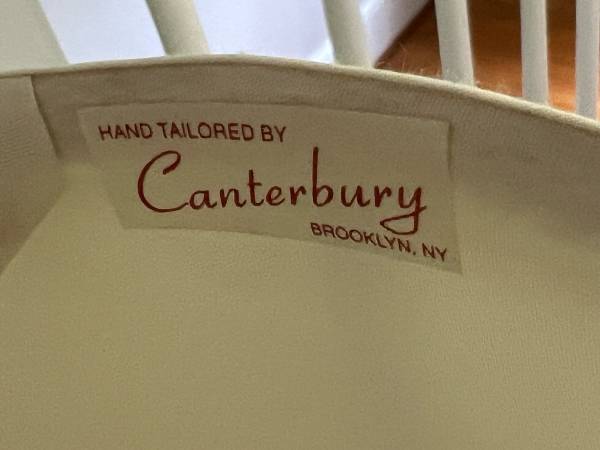 HAND TAILORED BY
Canterbury
BROOKLYN, NY